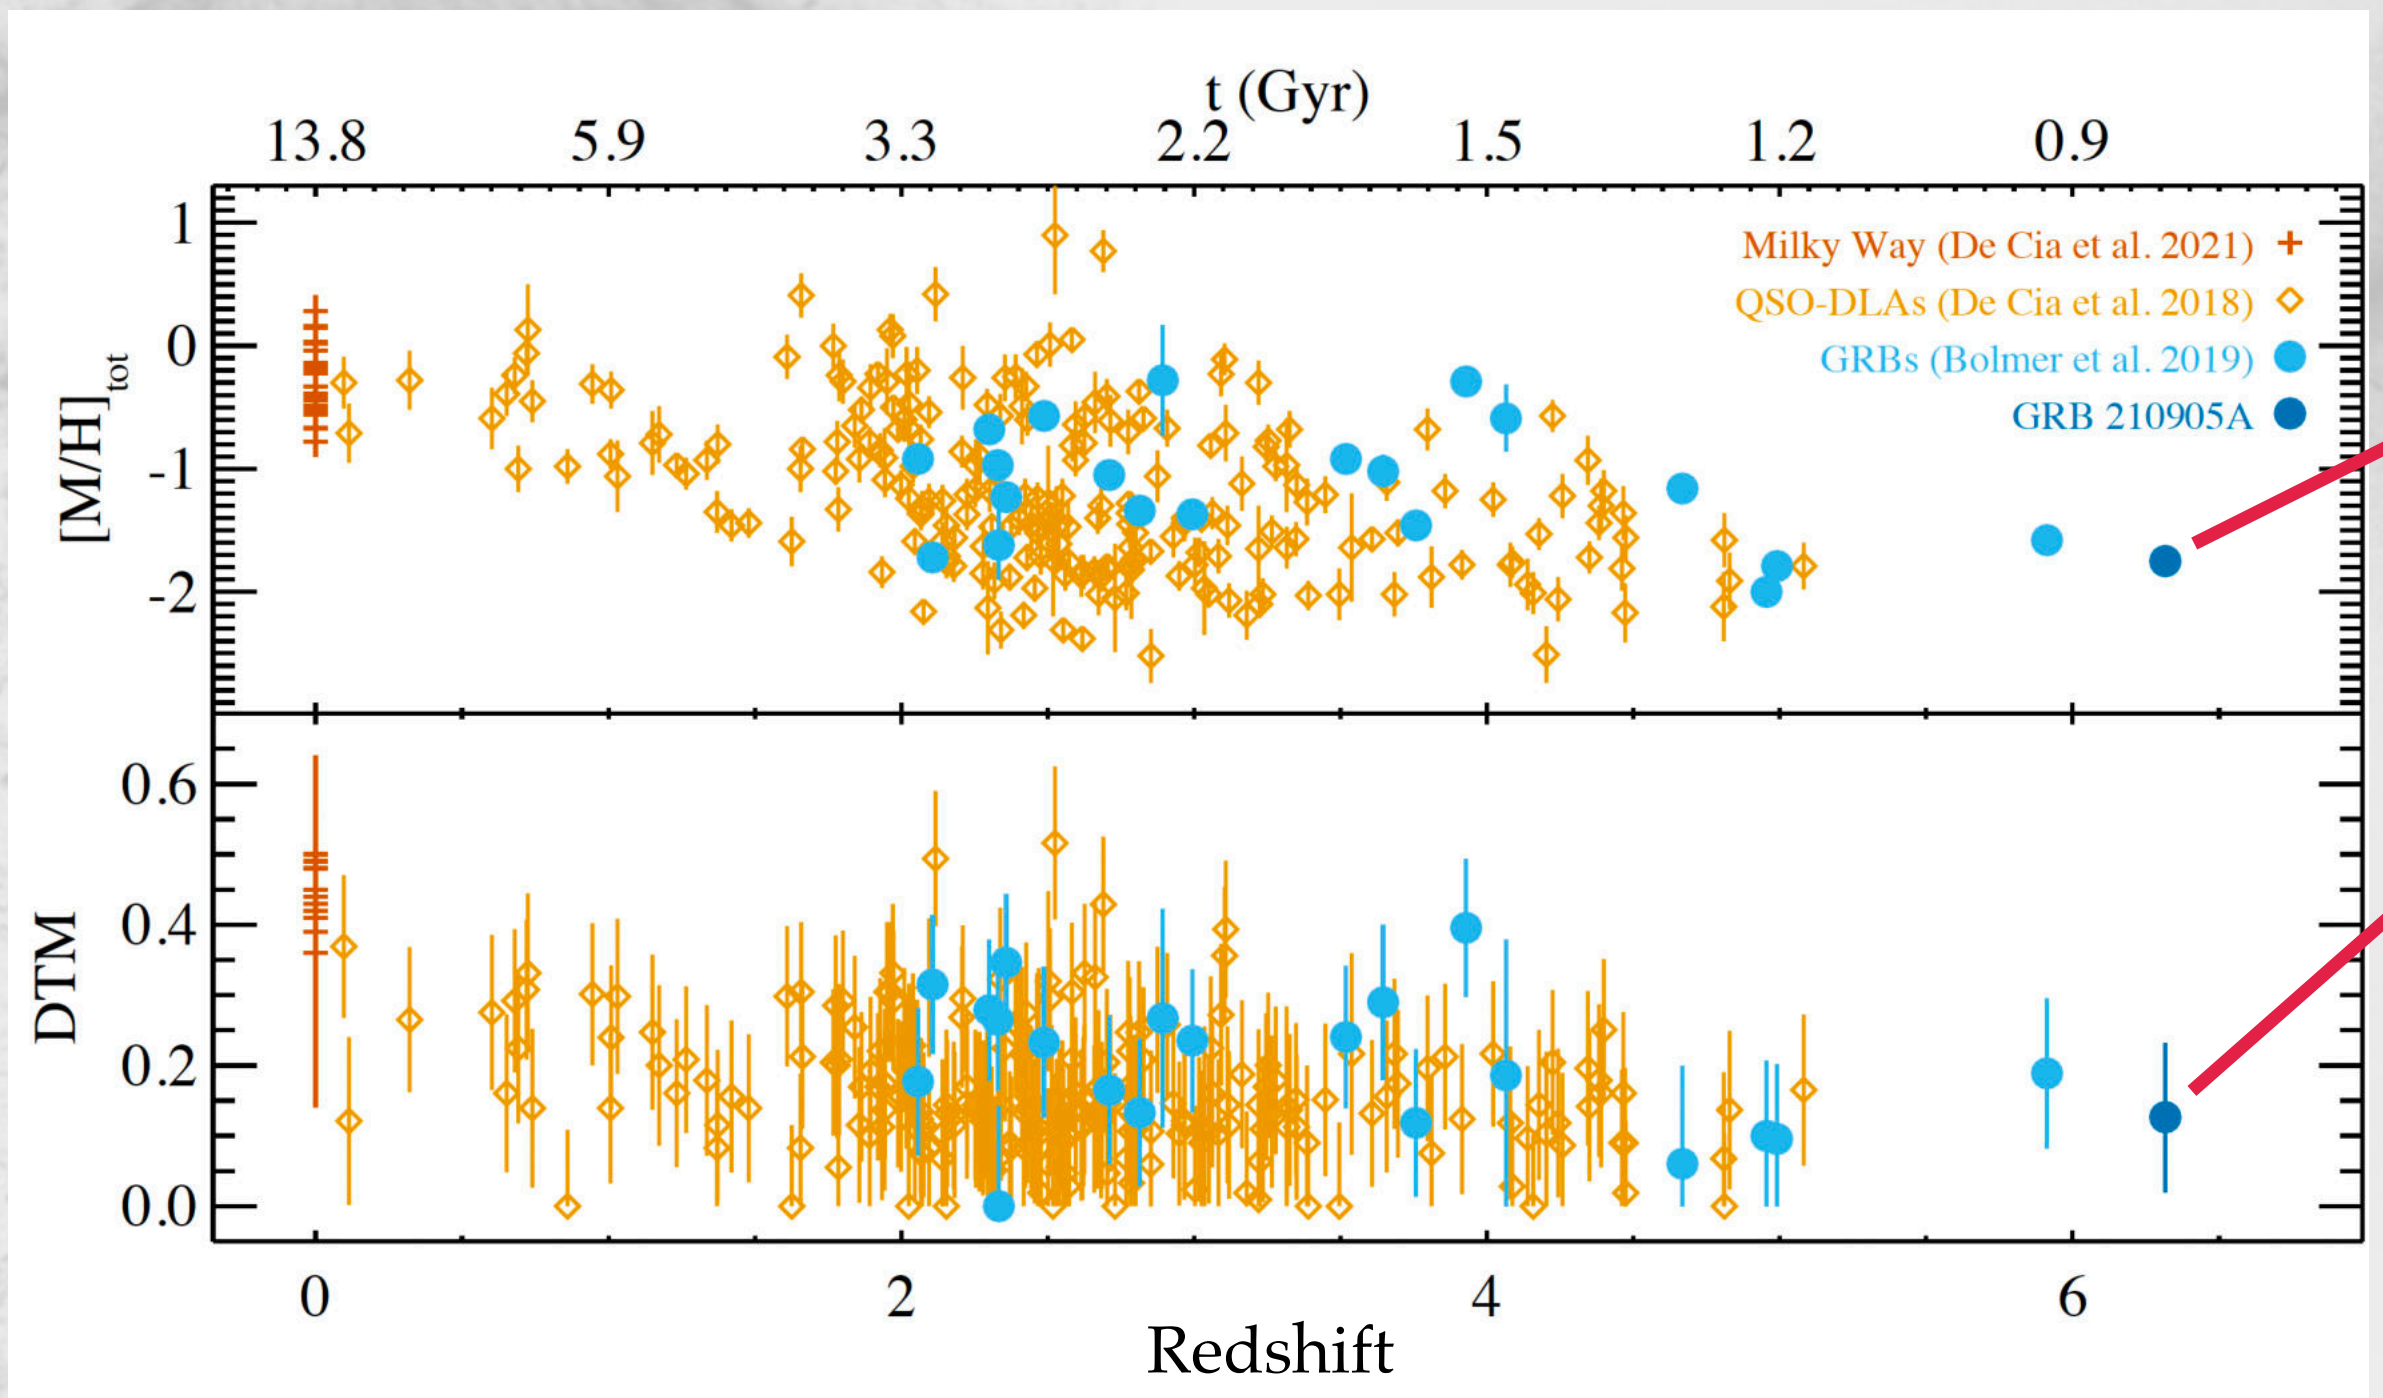 t (Gyr)
13.8 5.9 3.3 2.2 1.5 1.2 0.9
[M/H]tot
1
0
-1
-2
Milky Way (De Cia et al. 2021)
QSO-DLAs (De Cia et al. 2018)
GRBs (Bolmer et al. 2019)
GRB 210905A
DTM
0.6
0.4
0.2
0.0
0 2 4 6
Redshift